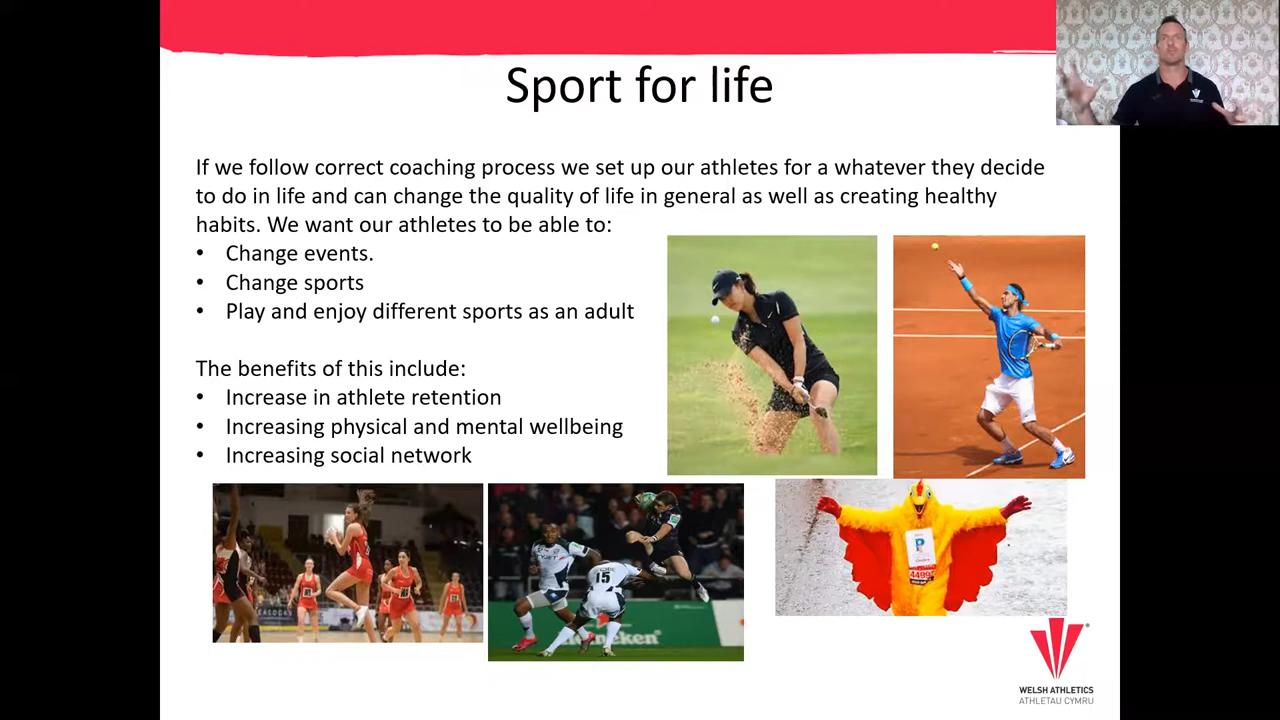 Sport for life
If we follow correct coaching process we set up our athletes for a whatever they decide
to do in life and can change the quality of life in general as well as creating healthy
habits. We want our athletes to be able to:
• Change events.
• Change sports
• Play and enjoy different sports as an adult
The benefits of this include:
• Increase in athlete retention
• Increasing physical and mental wellbeing
• Increasing social network
15
Heineken
P
4499
WELSH ATHLETICS
ATHLETAU CYMRU